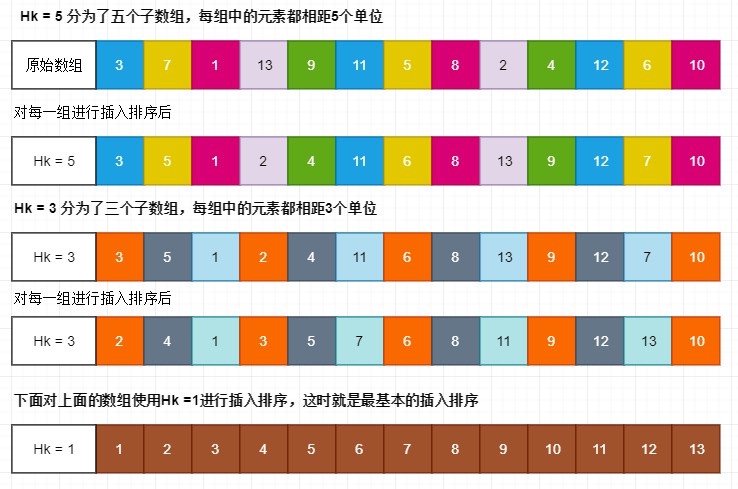 Hk = 5 分为了五个子数组，每组中的元素都相距5个单位
原始数组 3 7 1 13 9 11 5 8 2 4 12 6 10
对每一组进行插入排序后
Hk = 5 3 5 1 2 4 11 6 8 13 9 12 7 10
Hk = 3 分为了三个子数组，每组中的元素都相距3个单位
Hk = 3 3 5 1 2 4 11 6 8 13 9 12 7 10
对每一组进行插入排序后
Hk = 3 2 4 1 3 5 7 6 8 11 9 12 13 10
下面对上面的数组使用Hk =1进行插入排序，这时就是最基本的插入排序
Hk = 1 1 2 3 4 5 6 7 8 9 10 11 12 13